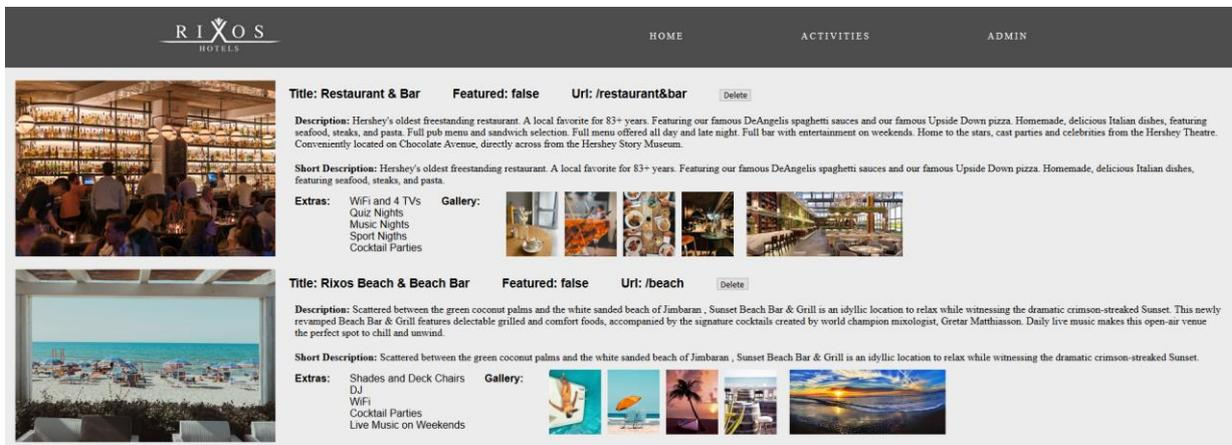 RIXOS
HOTELS
HOME ACTIVITIES ADMIN
Title: Restaurant & Bar Featured: false Url: /restaurant&bar Delete
Description: Hershey's oldest freestanding restaurant. A local favorite for 83+ years. Featuring our famous DeAngelis spaghetti sauces and our famous Upside Down pizza. Homemade, delicious Italian dishes, featuring
seafood, steaks, and pasta. Full pub menu and sandwich selection. Full menu offered all day and late night. Full bar with entertainment on weekends. Home to the stars, cast parties and celebrities from the Hershey Theatre.
Conveniently located on Chocolate Avenue, directly across from the Hershey Story Museum.
Short Description: Hershey's oldest freestanding restaurant. A local favorite for 83+ years. Featuring our famous DeAngelis spaghetti sauces and our famous Upside Down pizza. Homemade, delicious Italian dishes,
featuring seafood, steaks, and pasta.
Extras: WiFi and 4 TVs Gallery:
Quiz Nights
Music Nights
Sport Nigths
Cocktail Parties
Title: Rixos Beach & Beach Bar Featured: false Url: /beach Delete
Description: Scattered between the green coconut palms and the white sanded beach of Jimbaran , Sunset Beach Bar & Grill is an idyllic location to relax while witnessing the dramatic crimson-streaked Sunset. This newly
revamped Beach Bar & Grill features delectable grilled and comfort foods, accompanied by the signature cocktails created by world champion mixologist, Gretar Matthiasson. Daily live music makes this open-air venue
the perfect spot to chill and unwind.
Short Description: Scattered between the green coconut palms and the white sanded beach of Jimbaran , Sunset Beach Bar & Grill is an idyllic location to relax while witnessing the dramatic crimson-streaked Sunset.
Extras: Shades and Deck Chairs Gallery:
DJ
WiFi
Cocktail Parties
Live Music on Weekends